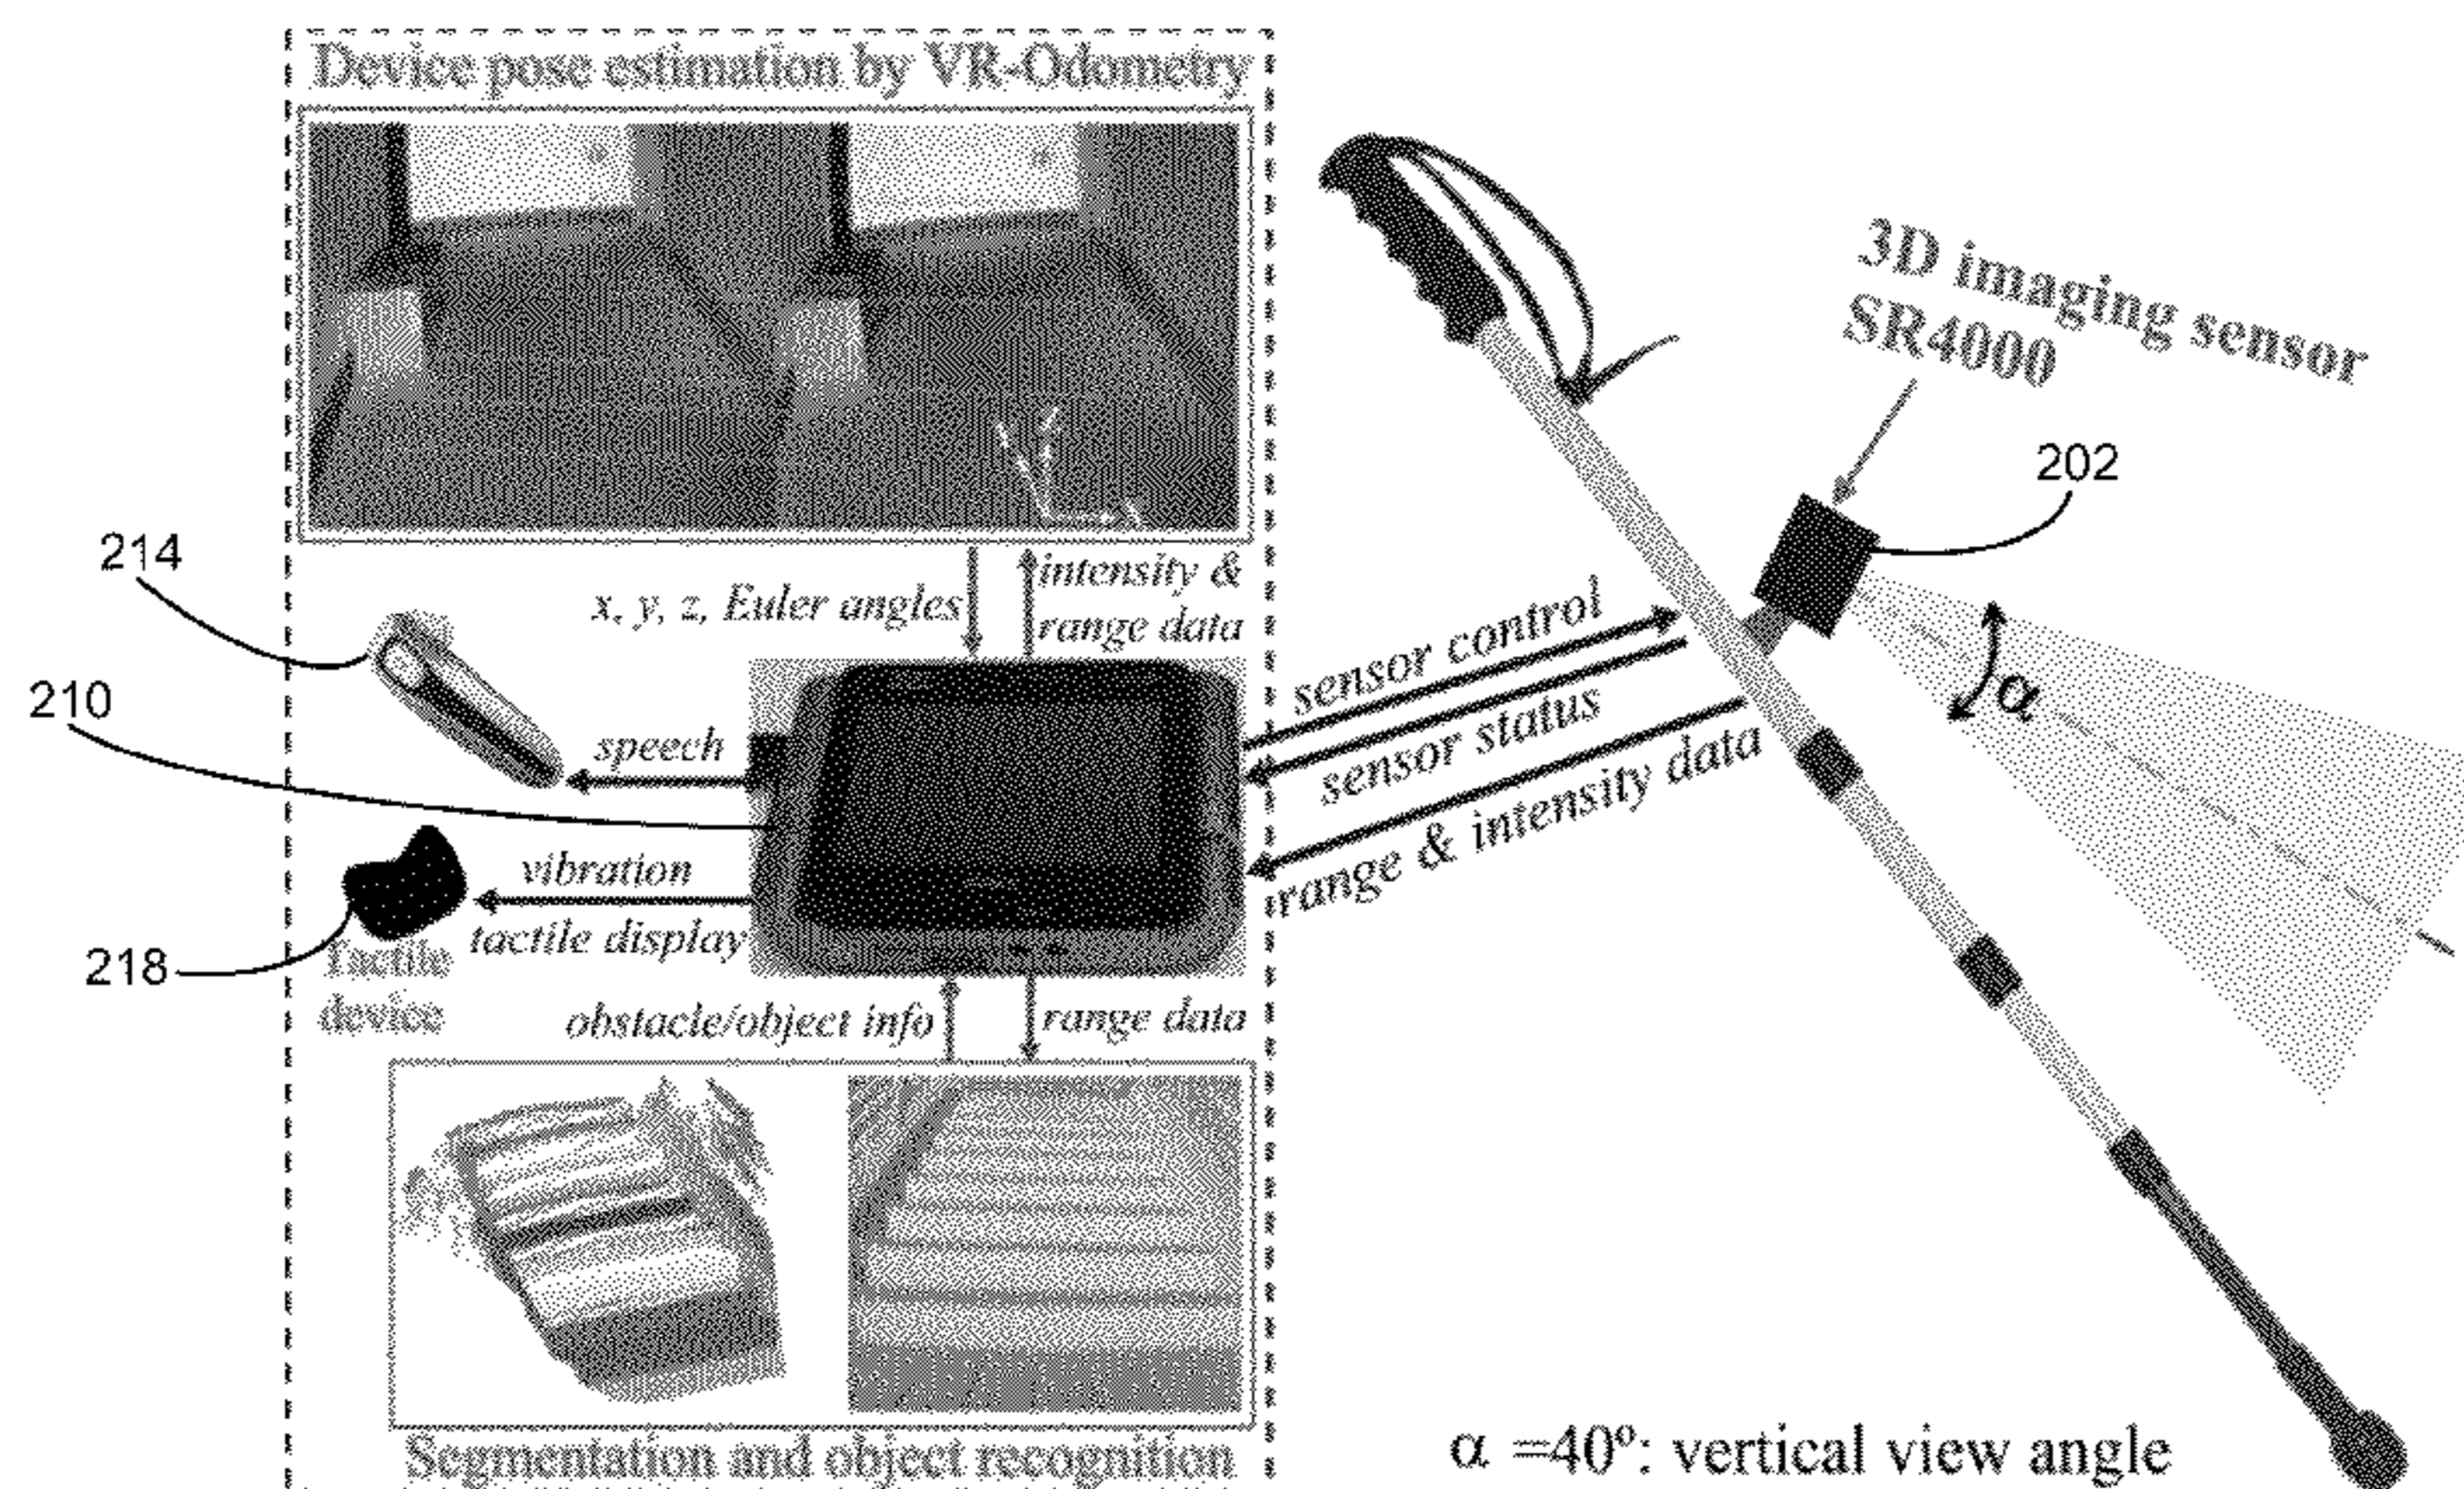 Device pose estimation by VR-Odometry
3D imaging sensor
SR4000
202
214
x, y, z, Euler angles
intensity &
range data
210
speech
sensor control
sensor status
range & intensity data
α
vibration
tactile display
218
Tactile
device
obstacle/object info
range data
Segmentation and object recognition
α =40º: vertical view angle